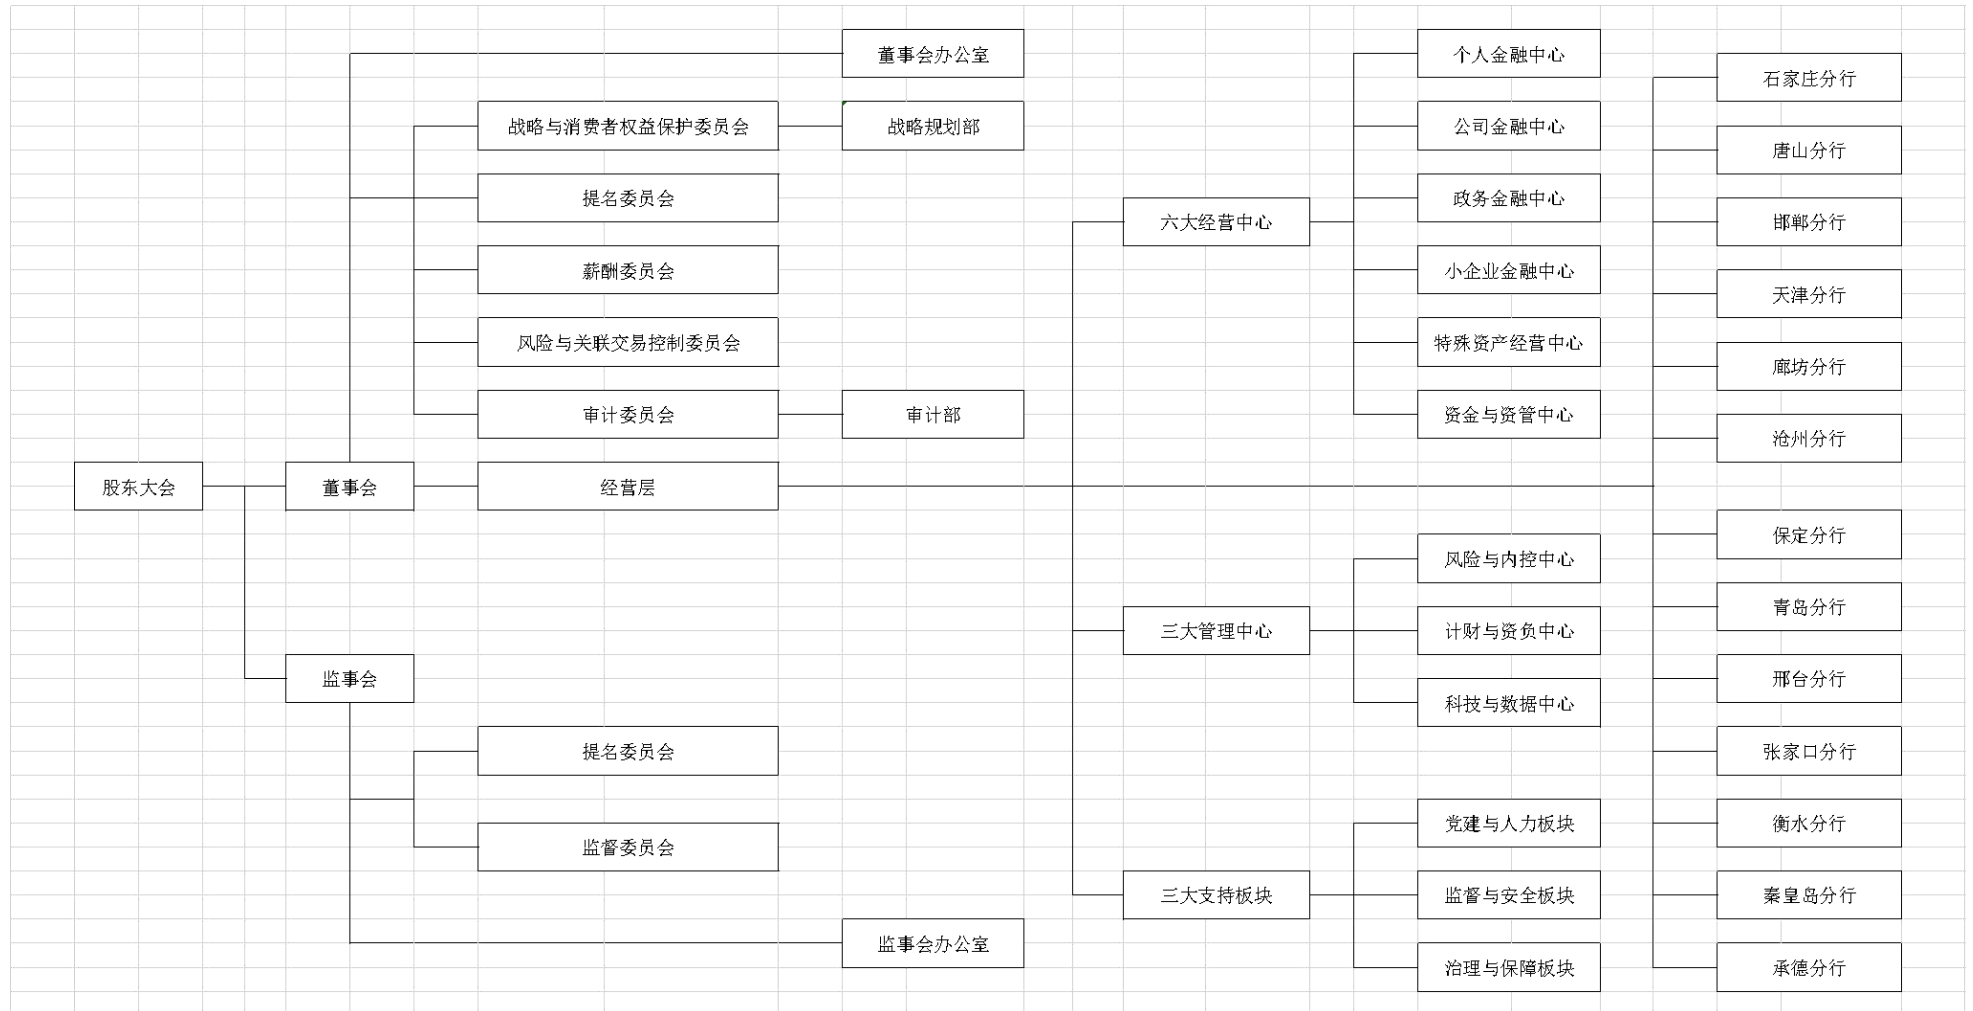 董事会办公室
战略与消费者权益保护委员会
战略规划部
提名委员会
薪酬委员会
风险与关联交易控制委员会
审计委员会
审计部
股东大会
董事会
经营层
监事会
提名委员会
监督委员会
监事会办公室
六大经营中心
个人金融中心
公司金融中心
政务金融中心
小企业金融中心
特殊资产经营中心
资金与资管中心
三大管理中心
风险与内控中心
计财与资负中心
科技与数据中心
三大支持板块
党建与人力板块
监督与安全板块
治理与保障板块
石家庄分行
唐山分行
邯郸分行
天津分行
廊坊分行
沧州分行
保定分行
青岛分行
邢台分行
张家口分行
衡水分行
秦皇岛分行
承德分行